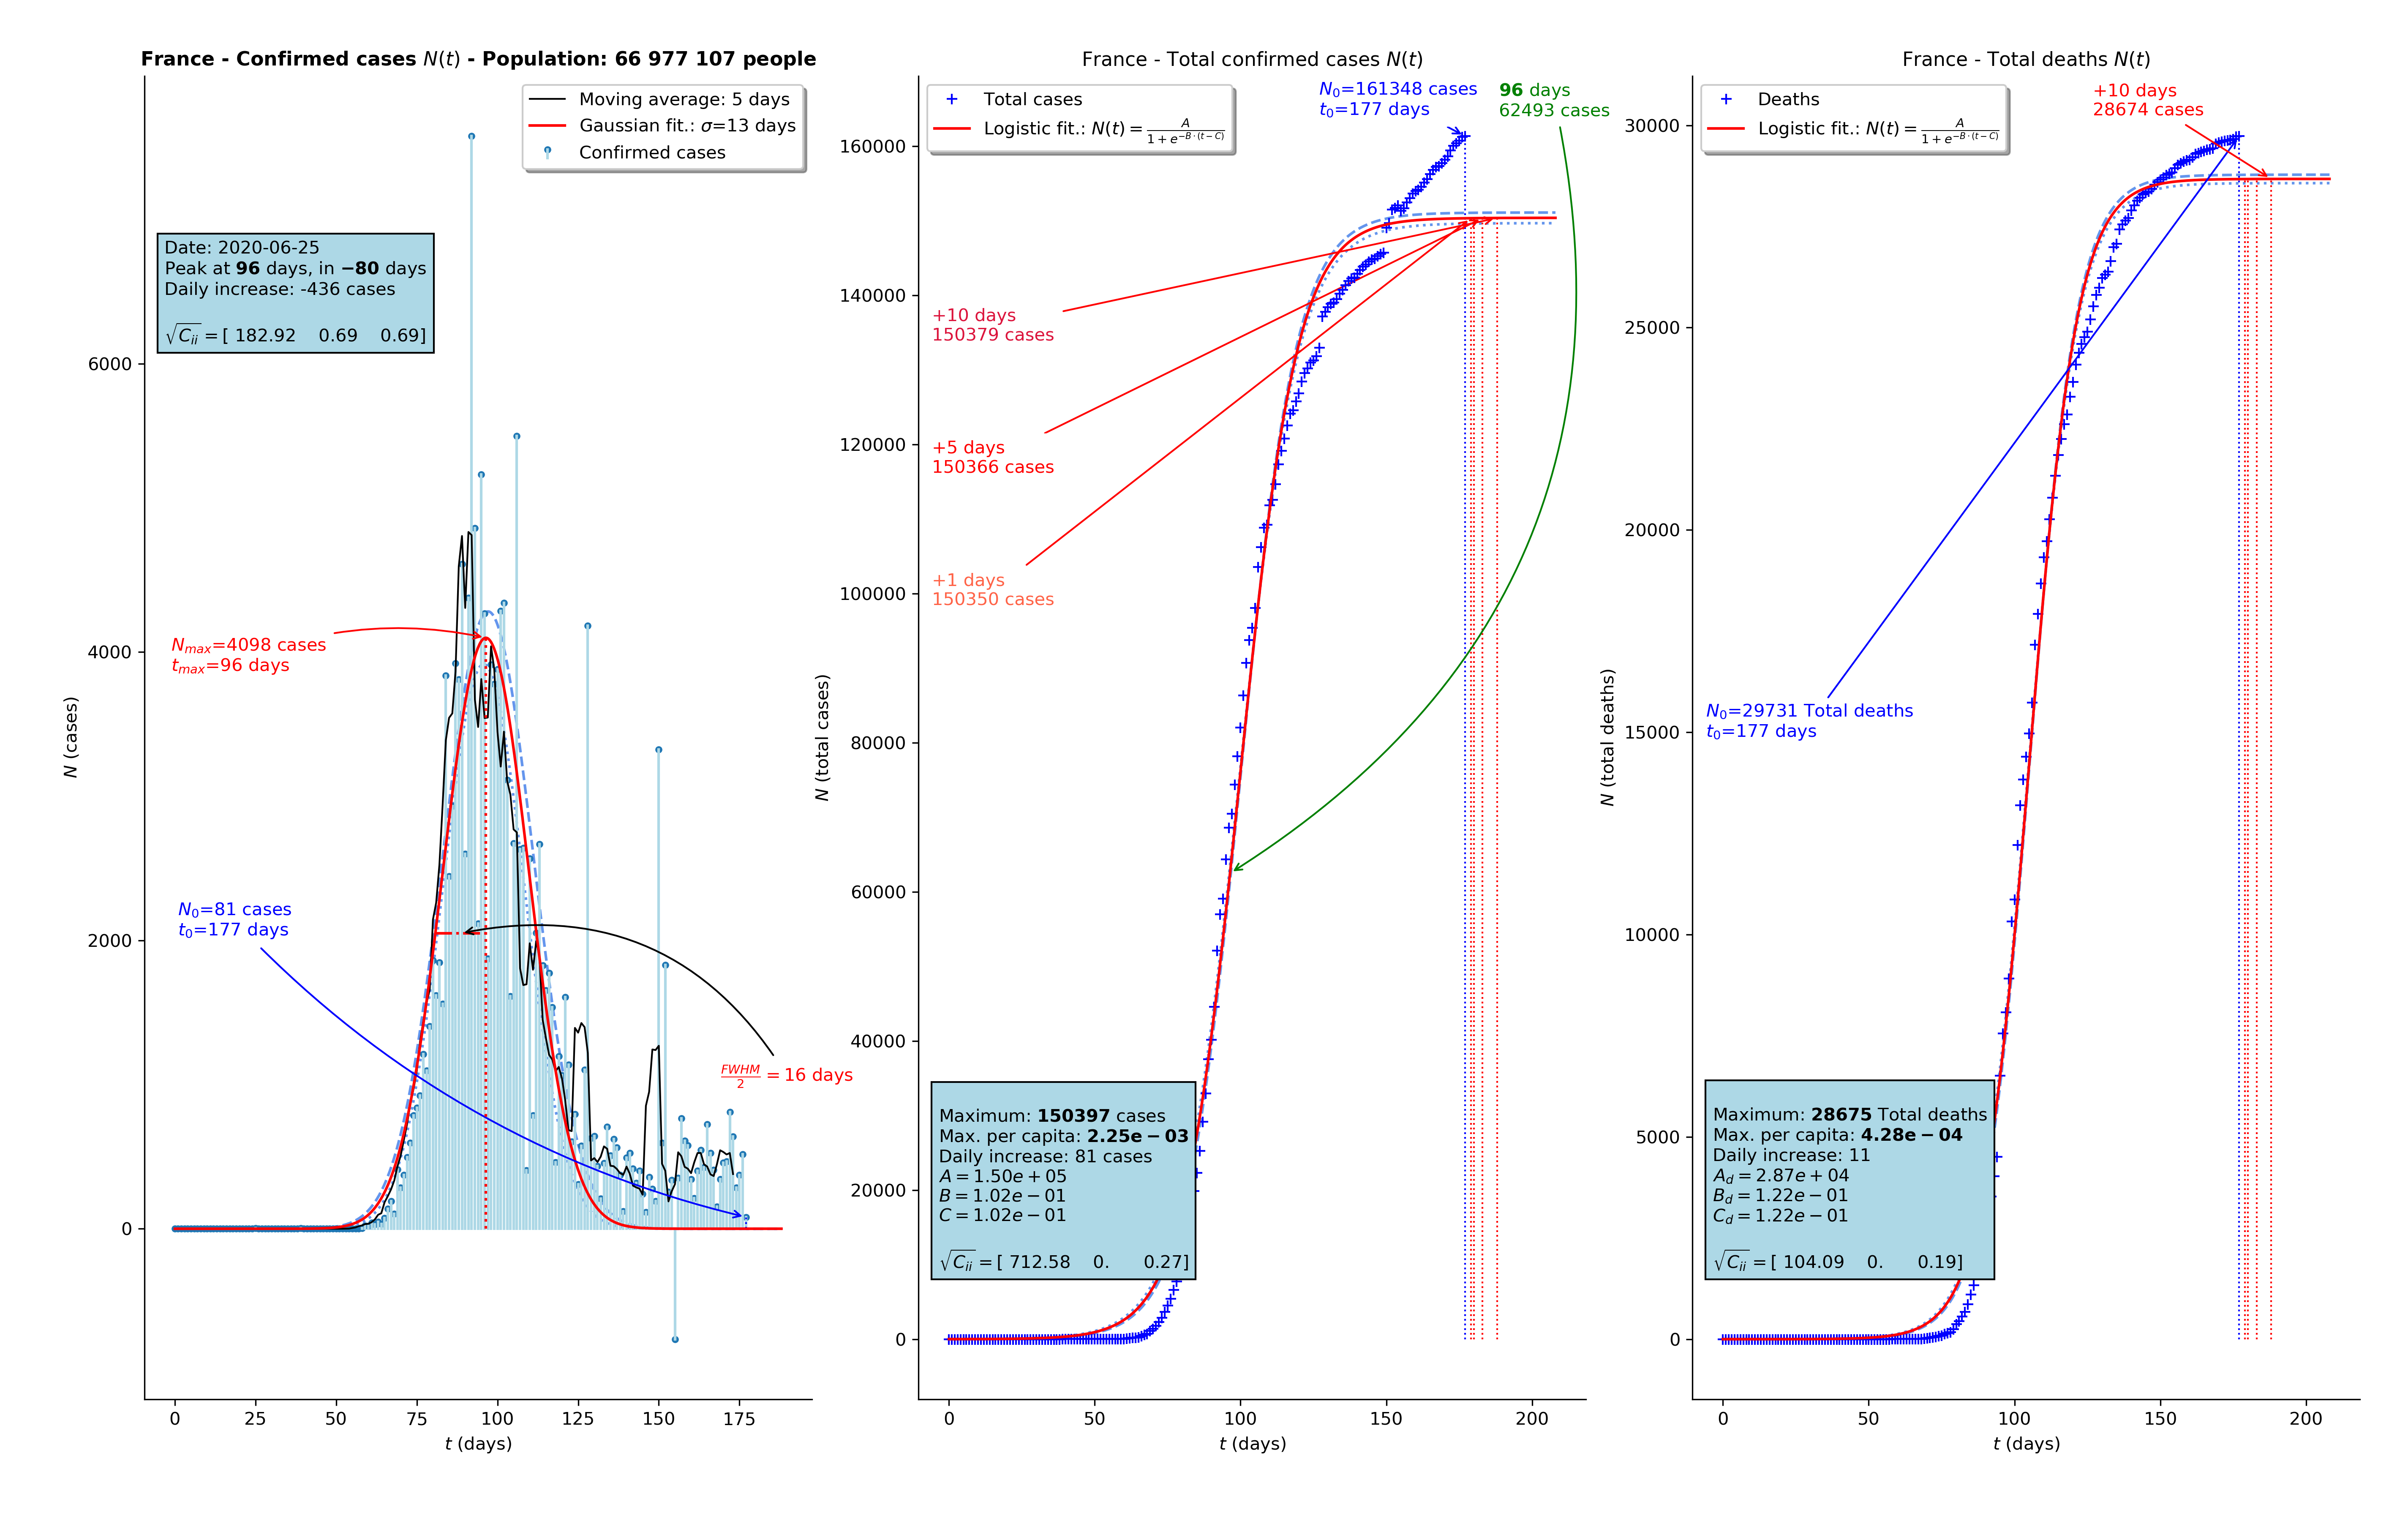 France - Confirmed cases N(t) - Population: 66 977 107 people
Moving average: 5 days
Gaussian fit.: σ=13 days
Confirmed cases
Date: 2020-06-25
Peak at 96 days, in −80 days
Daily increase: -436 cases
√C_ii = [ 182.92 0.69 0.69]
N_max=4098 cases
t_max=96 days
N_0=81 cases
t_0=177 days
FWHM/2 = 16 days
N (cases)
6000
4000
2000
0
0 25 50 75 100 125 150 175
t (days)
France - Total confirmed cases N(t)
Total cases
Logistic fit.: N(t) = A/(1+e^{−B·(t−C)})
N_0=161348 cases
t_0=177 days
96 days
62493 cases
+10 days
150379 cases
+5 days
150366 cases
+1 days
150350 cases
Maximum: 150397 cases
Max. per capita: 2.25e−03
Daily increase: 81 cases
A = 1.50e+05
B = 1.02e−01
C = 1.02e−01
√C_ii = [ 712.58 0. 0.27]
N (total cases)
160000
140000
120000
100000
80000
60000
40000
20000
0
0 50 100 150 200
t (days)
France - Total deaths N(t)
Deaths
Logistic fit.: N(t) = A/(1+e^{−B·(t−C)})
+10 days
28674 cases
N_0=29731 Total deaths
t_0=177 days
Maximum: 28675 Total deaths
Max. per capita: 4.28e−04
Daily increase: 11
A_d = 2.87e+04
B_d = 1.22e−01
C_d = 1.22e−01
√C_ii = [ 104.09 0. 0.19]
N (total deaths)
30000
25000
20000
15000
10000
5000
0
0 50 100 150 200
t (days)